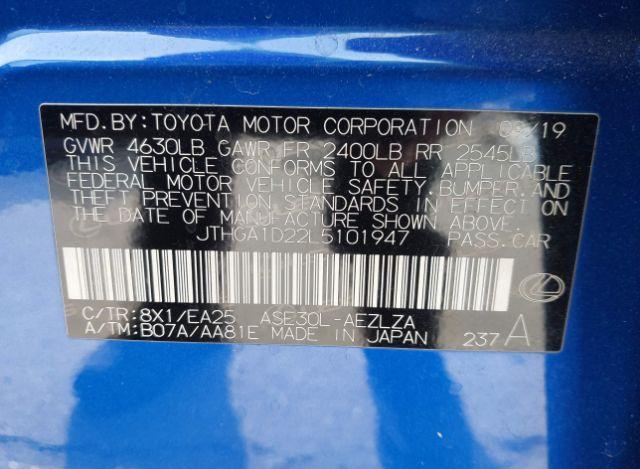 MFD.BY:TOYOTA MOTOR CORPORATION /19
GVWR 4630LB GAWR FR 2400LB RR 2545LB
THIS VEHICLE CONFORMS TO ALL APPLICABLE
FEDERAL MOTOR VEHICLE SAFETY,BUMPER,AND
THEFT PREVENTION STANDARDS IN EFFECT ON
THE DATE OF MANUFACTURE SHOWN ABOVE.
JTHGA1D22L5101947 PASS.CAR
C/TR:8X1/EA25 ASE30L-AEZLZA
A/TM:B07A/AA81E MADE IN JAPAN 237 A